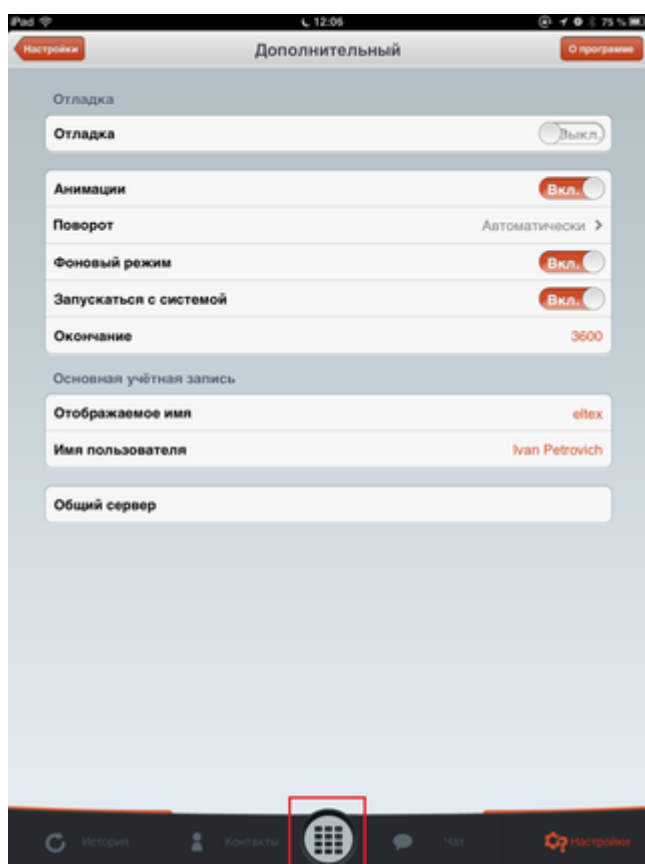 iPad 12:06 75 %
Настройки Дополнительный О программе
Отладка
Отладка Выкл.
Анимации Вкл.
Поворот Автоматически
Фоновый режим Вкл.
Запускаться с системой Вкл.
Окончание 3600
Основная учётная запись
Отображаемое имя eltex
Имя пользователя Ivan Petrovich
Общий сервер
История Контакты Чат Настройки